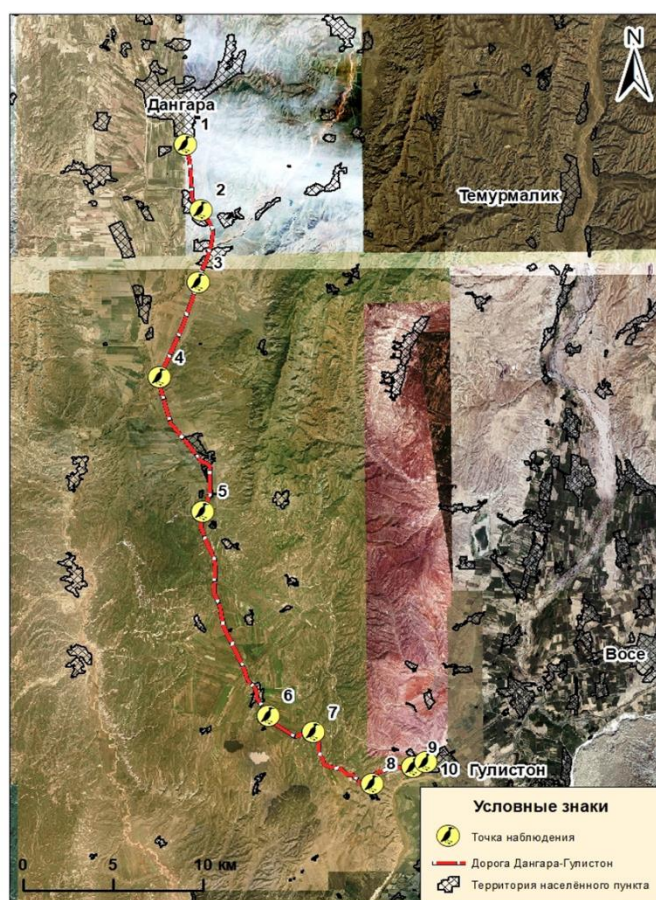 N
Дангара
1
2
Темурмалик
3
4
5
Восе
6
7
8
9
10
Гулистон
Условные знаки
Точка наблюдения
Дорога Дангара-Гулистон
Территория населённого пункта
0 5 10 км